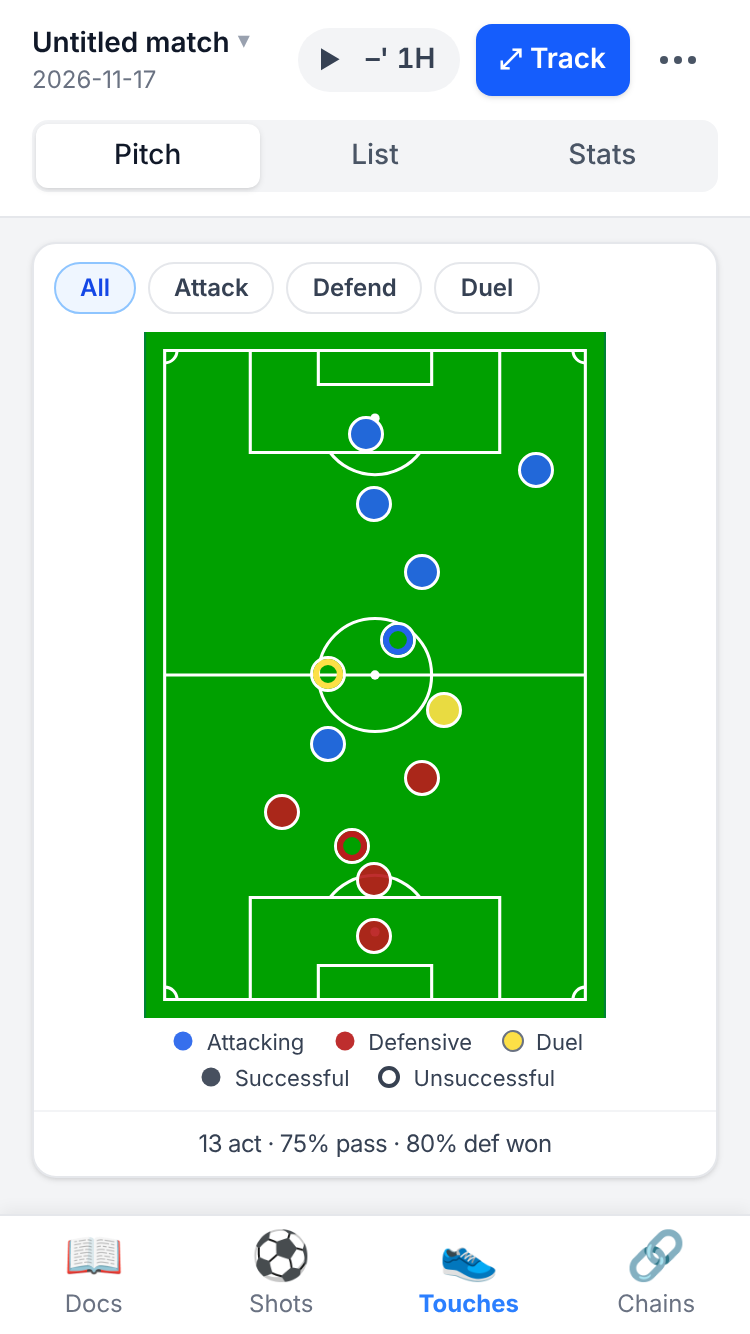 Untitled match ▼
2026-11-17
–' 1H
Track
Pitch
List
Stats
All
Attack
Defend
Duel
Attacking
Defensive
Duel
Successful
Unsuccessful
13 act · 75% pass · 80% def won
Docs
Shots
Touches
Chains